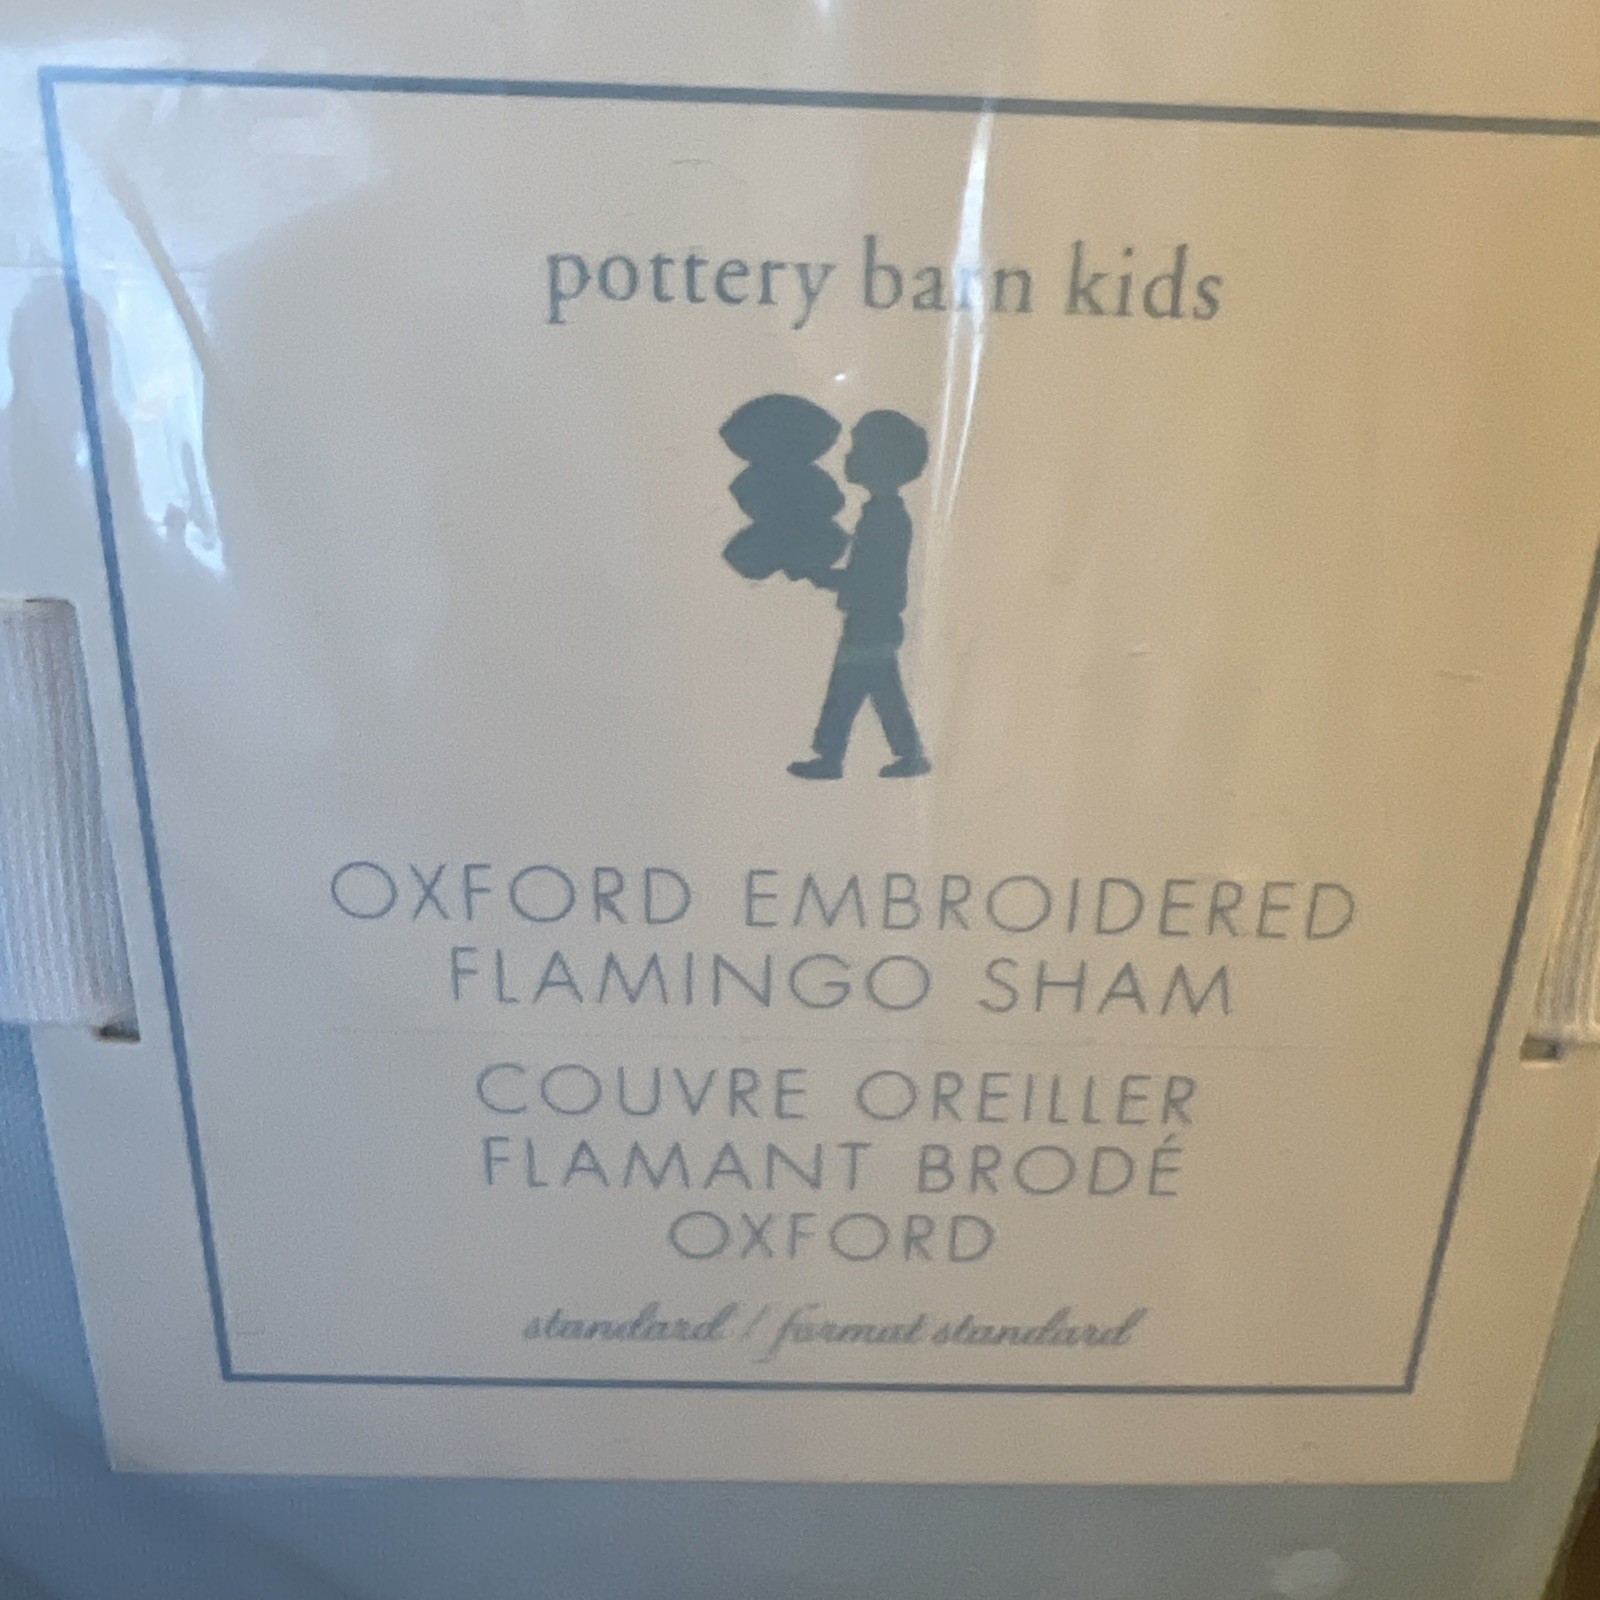 pottery barn kids
OXFORD EMBROIDERED
FLAMINGO SHAM
COUVRE OREILLER
FLAMANT BRODÉ
OXFORD
standard / format standard